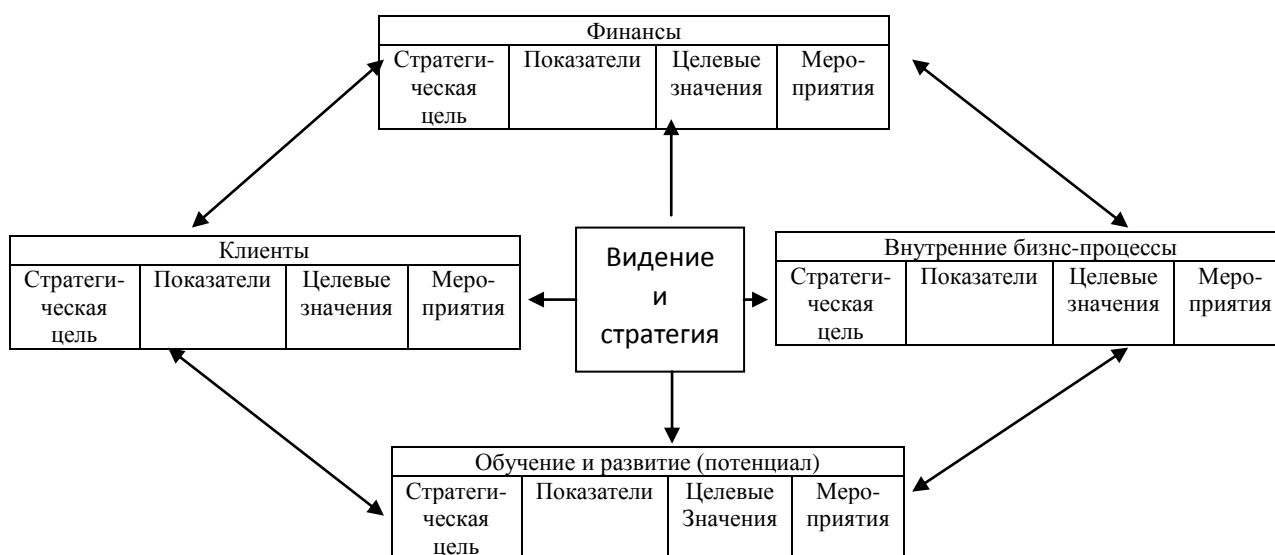 Финансы
Стратеги-
ческая
цель
Показатели
Целевые
значения
Меро-
приятия
Клиенты
Стратеги-
ческая
цель
Показатели
Целевые
значения
Меро-
приятия
Видение
и
стратегия
Внутренние бизнс-процессы
Стратеги-
ческая
цель
Показатели
Целевые
значения
Меро-
приятия
Обучение и развитие (потенциал)
Стратеги-
ческая
цель
Показатели
Целевые
Значения
Меро-
приятия